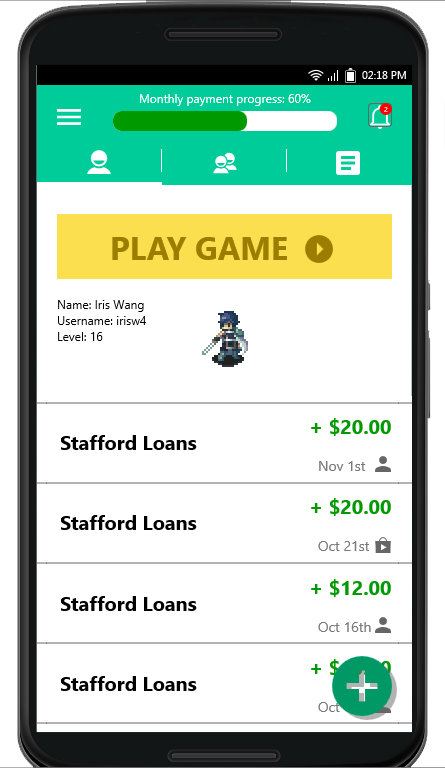 02:18 PM
Monthly payment progress: 60%
2
PLAY GAME
Name: Iris Wang
Username: irisw4
Level: 16
+ $20.00
Stafford Loans
Nov 1st
+ $20.00
Stafford Loans
Oct 21st
+ $12.00
Stafford Loans
Oct 16th
Stafford Loans
Oct